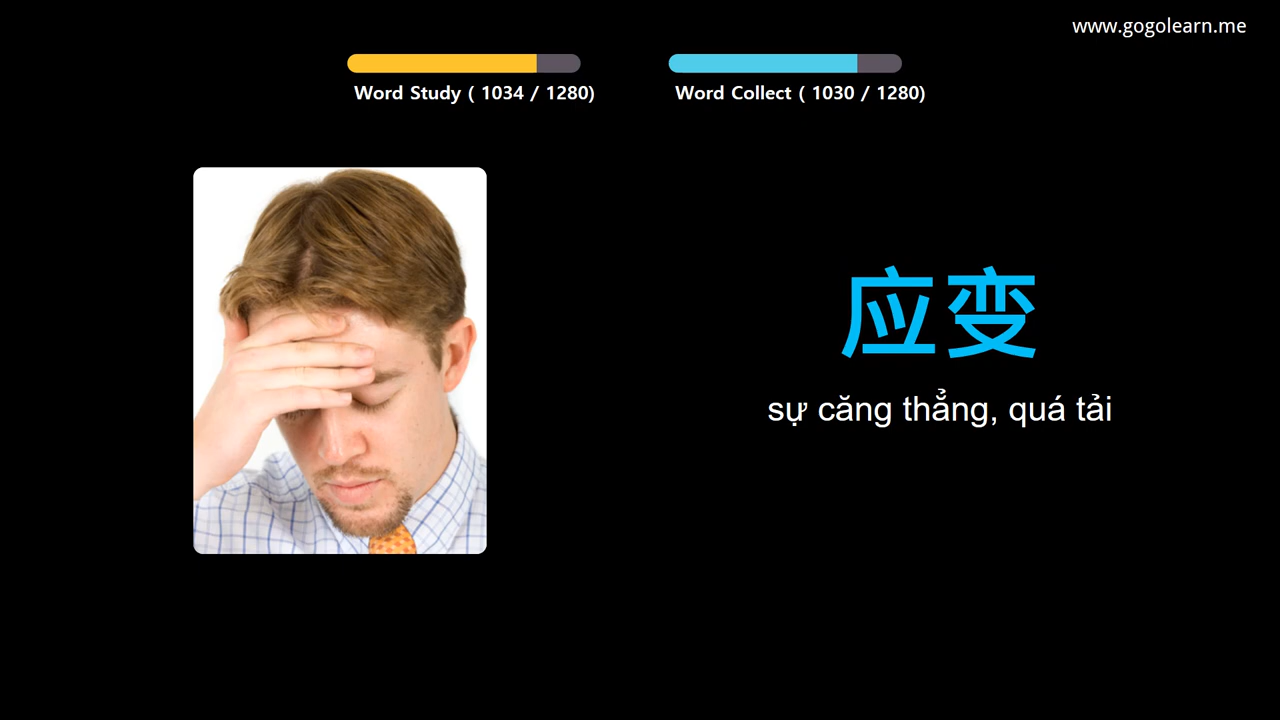 www.gogolearn.me
Word Study ( 1034 / 1280)
Word Collect ( 1030 / 1280)
应变
sự căng thẳng, quá tải